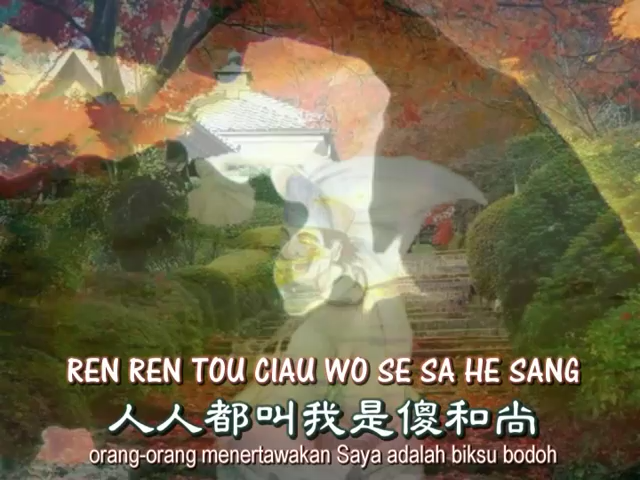 REN REN TOU CIAU WO SE SA HE SANG
人人都叫我是傻和尚
orang-orang menertawakan Saya adalah biksu bodoh